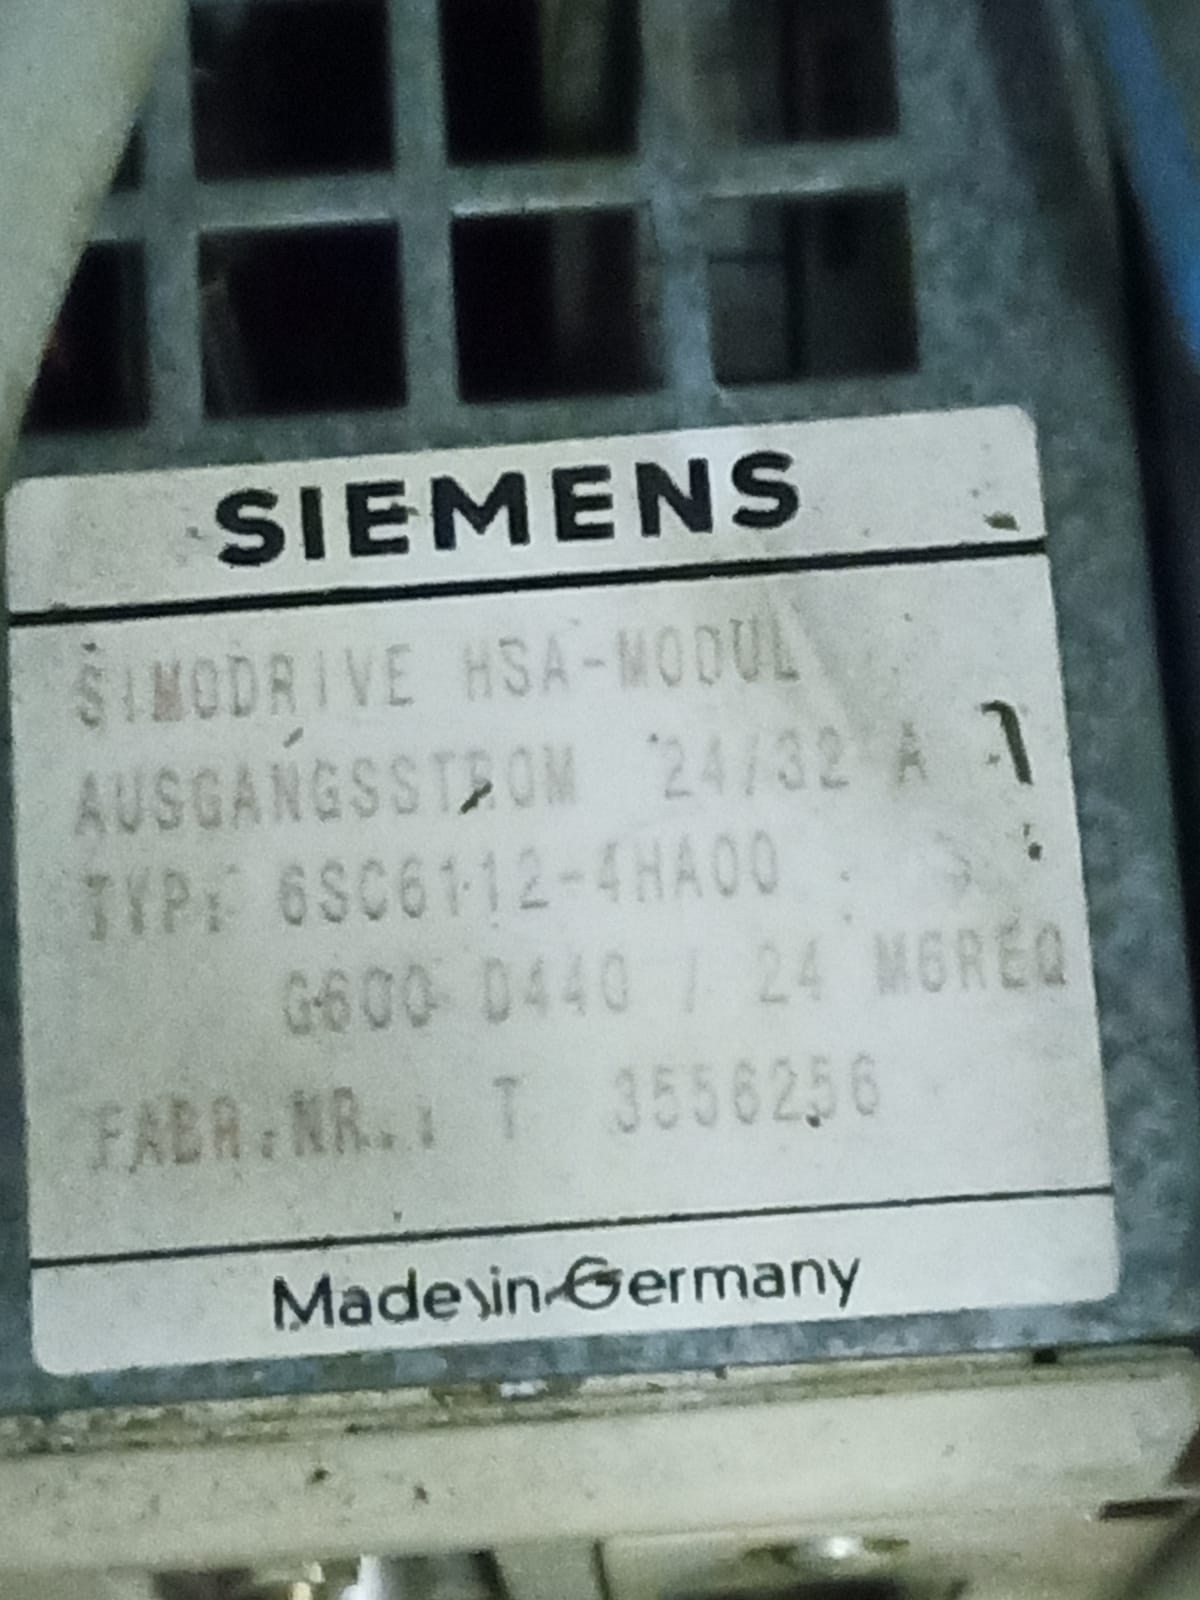 SIEMENS
SIMODRIVE HSA-MODUL
AUSGANGSSTROM 24/32 A
TYP: 6SC6112-4HA00
G600 D440 / 24 M6REQ
FABR.NR.: T 3556256
Made in Germany